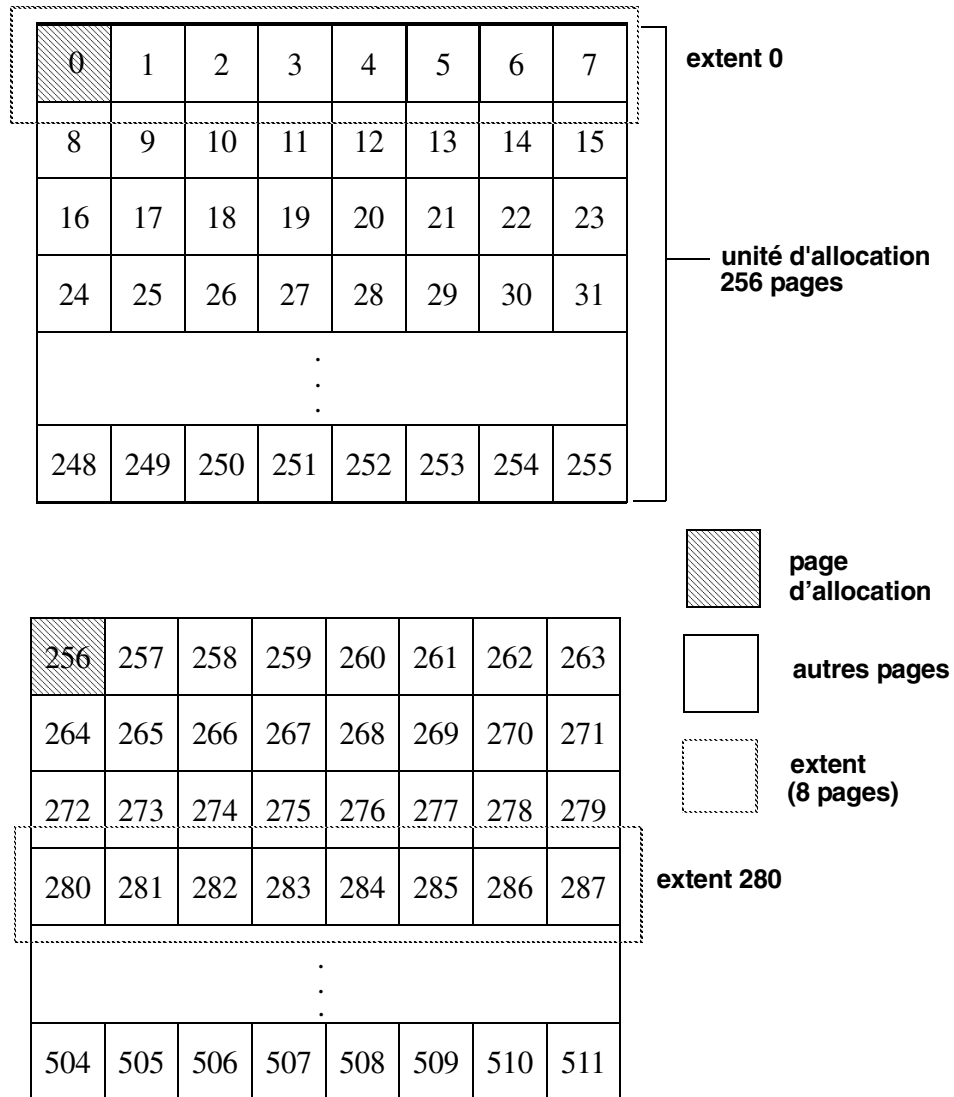 0 1 2 3 4 5 6 7
extent 0
8 9 10 11 12 13 14 15
16 17 18 19 20 21 22 23
unité d'allocation
256 pages
24 25 26 27 28 29 30 31
.
.
.
248 249 250 251 252 253 254 255
page
d’allocation
256 257 258 259 260 261 262 263
autres pages
264 265 266 267 268 269 270 271
extent
(8 pages)
272 273 274 275 276 277 278 279
280 281 282 283 284 285 286 287
extent 280
.
.
.
504 505 506 507 508 509 510 511